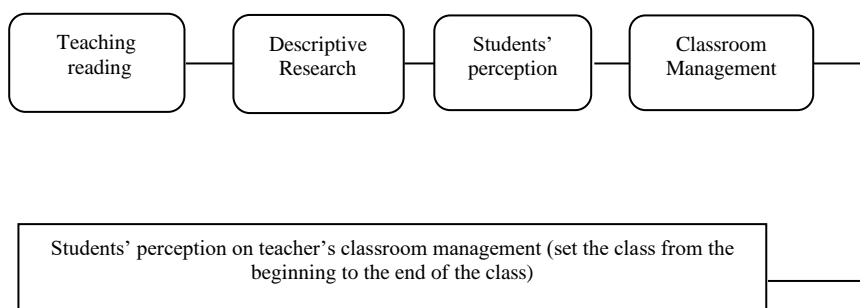 Teaching
reading
Descriptive
Research
Students’
perception
Classroom
Management
Students’ perception on teacher’s classroom management (set the class from the
beginning to the end of the class)